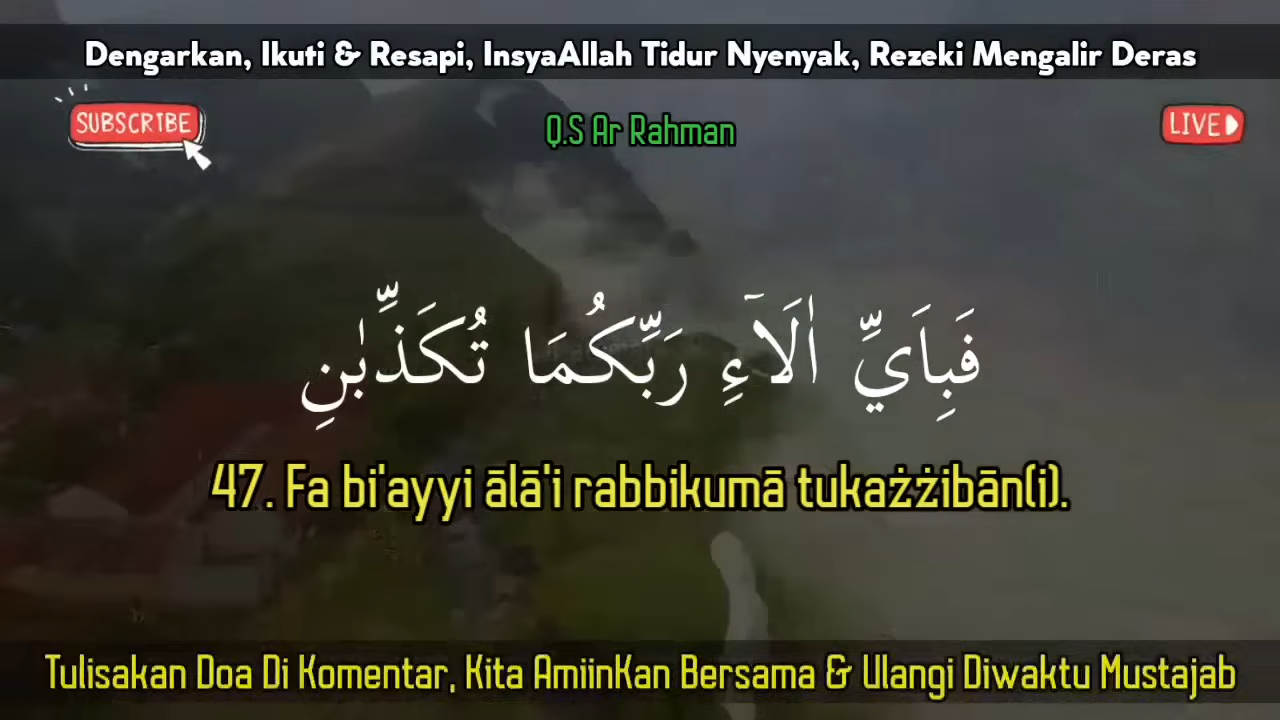 Dengarkan, Ikuti & Resapi, InsyaAllah Tidur Nyenyak, Rezeki Mengalir Deras
SUBSCRIBE
Q.S Ar Rahman
LIVE
فَبِاَيِّ اٰلَاۤءِ رَبِّكُمَا تُكَذِّبٰنِ
47. Fa bi'ayyi ālā'i rabbikumā tukażżibān(i).
Tulisakan Doa Di Komentar, Kita AmiinKan Bersama & Ulangi Diwaktu Mustajab